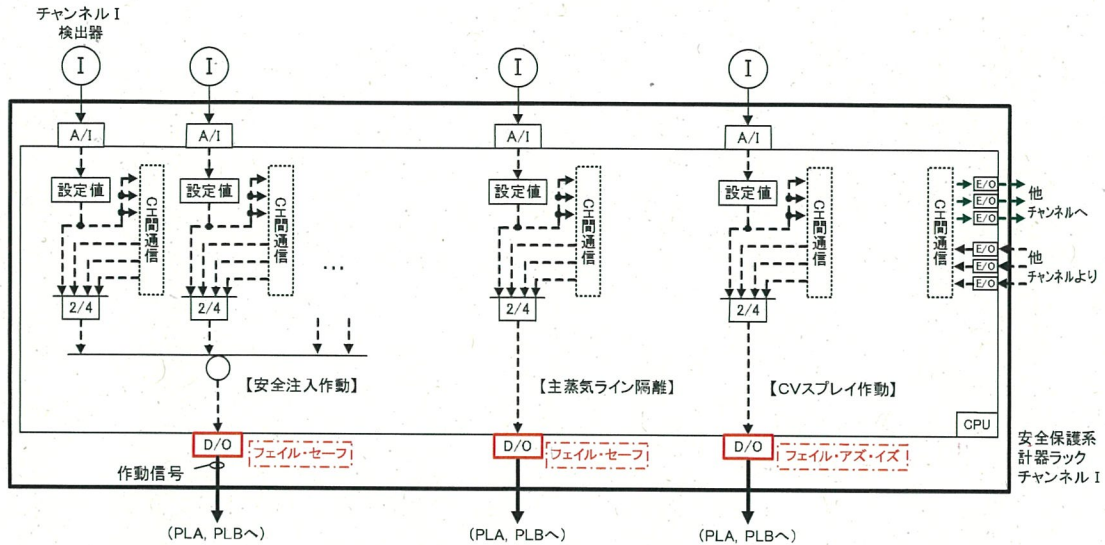 チャンネルⅠ
検出器
Ⅰ
Ⅰ
Ⅰ
Ⅰ
A/I
A/I
A/I
A/I
設定値
設定値
設定値
設定値
CH間通信
CH間通信
CH間通信
CH間通信
CH間通信
E/O
E/O
E/O
他
チャンネルへ
E/O
E/O
E/O
他
チャンネルより
...
2/4
2/4
2/4
2/4
【安全注入作動】
【主蒸気ライン隔離】
【CVスプレイ作動】
CPU
D/O
フェイル・セーフ
D/O
フェイル・セーフ
D/O
フェイル・アズ・イズ
作動信号
安全保護系
計器ラック
チャンネルⅠ
(PLA, PLBへ)
(PLA, PLBへ)
(PLA, PLBへ)